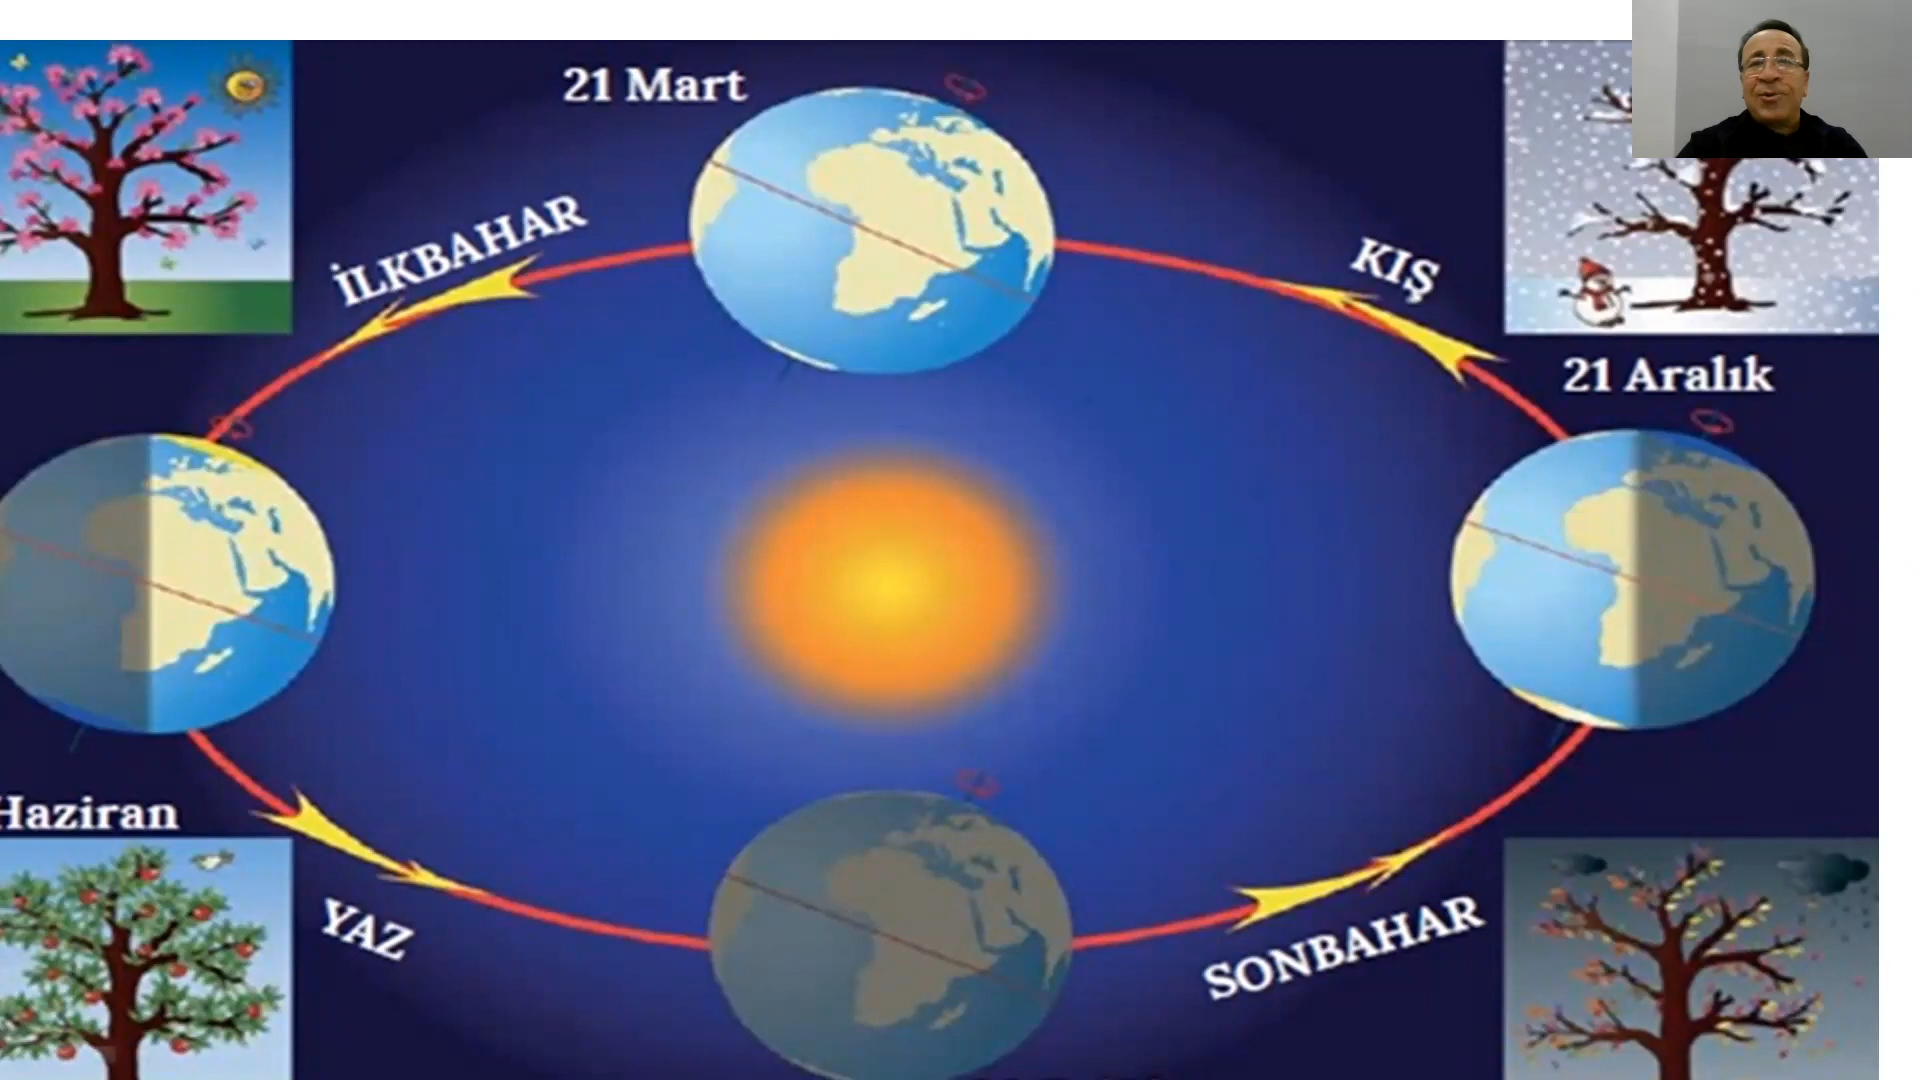 21 Mart
İLKBAHAR
KIŞ
21 Aralık
Haziran
YAZ
SONBAHAR